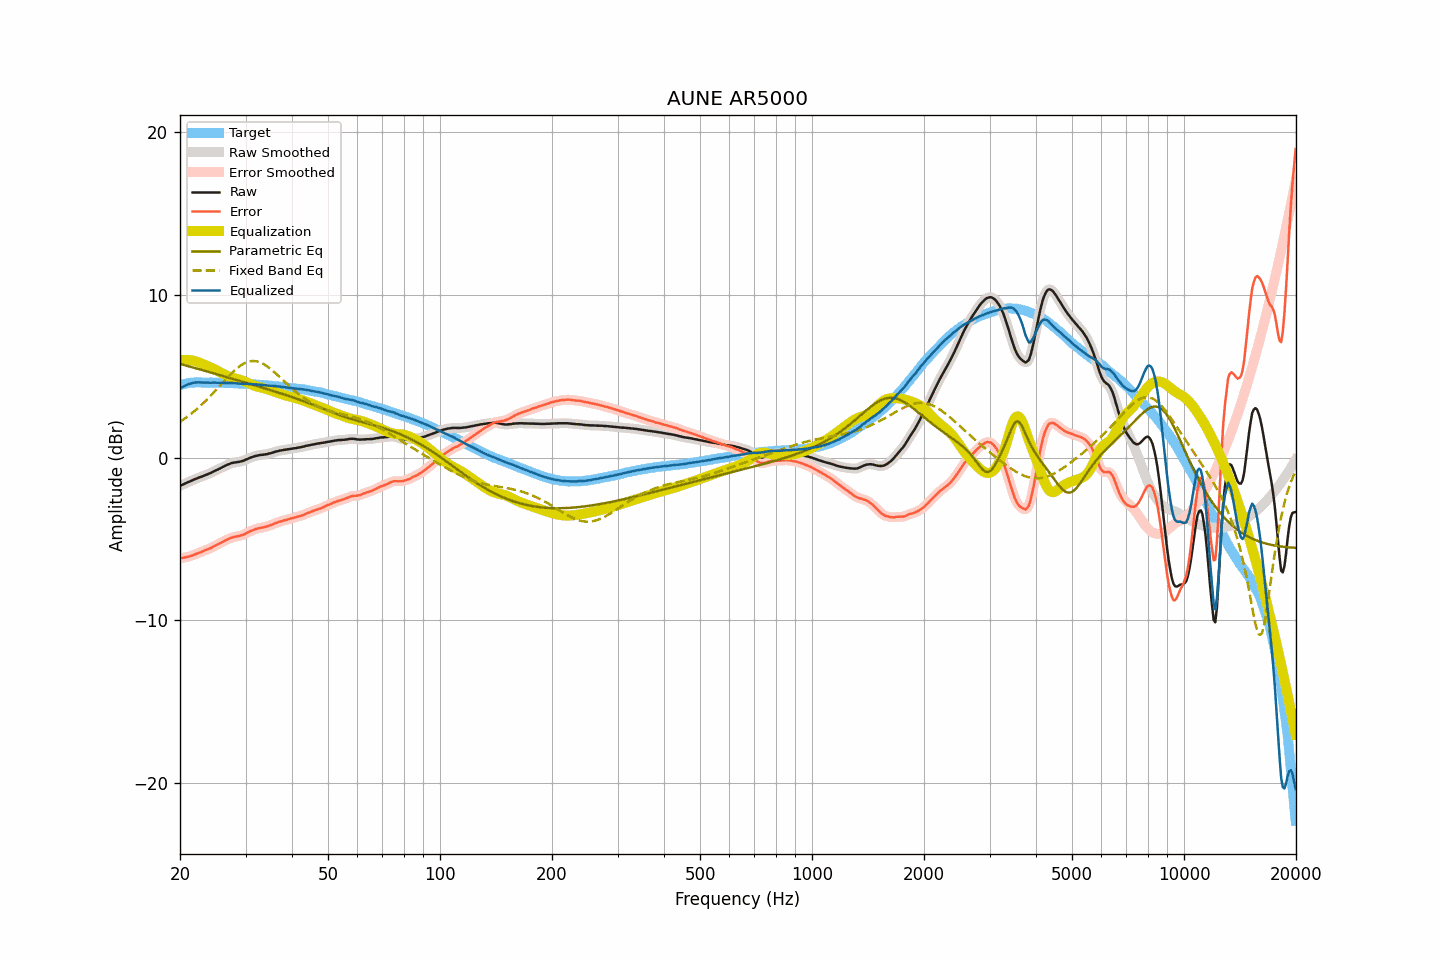 AUNE AR5000
Target
Raw Smoothed
Error Smoothed
Raw
Error
Equalization
Parametric Eq
Fixed Band Eq
Equalized
20
10
0
−10
−20
Amplitude (dBr)
20 50 100 200 500 1000 2000 5000 10000 20000
Frequency (Hz)